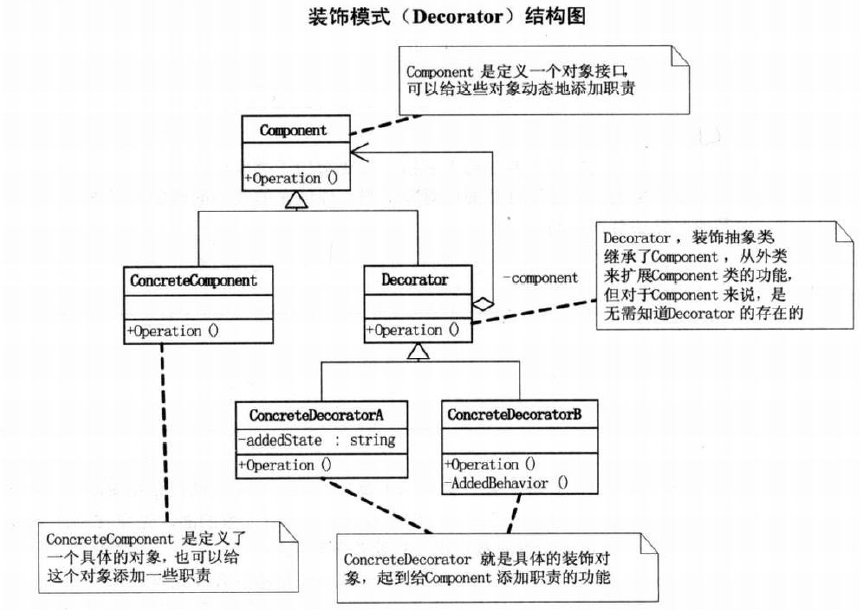 装饰模式（Decorator）结构图
Component 是定义一个对象接口，
可以给这些对象动态地添加职责
Component
+Operation ()
Decorator，装饰抽象类，
继承了Component，从外类
来扩展Component 类的功能，
但对于Component 来说，是
无需知道Decorator 的存在的
ConcreteComponent
+Operation ()
Decorator
+Operation ()
-component
ConcreteDecoratorA
-addedState : string
+Operation ()
ConcreteDecoratorB
+Operation ()
-AddedBehavior ()
ConcreteComponent 是定义了
一个具体的对象，也可以给
这个对象添加一些职责
ConcreteDecorator 就是具体的装饰对
象，起到给Component 添加职责的功能